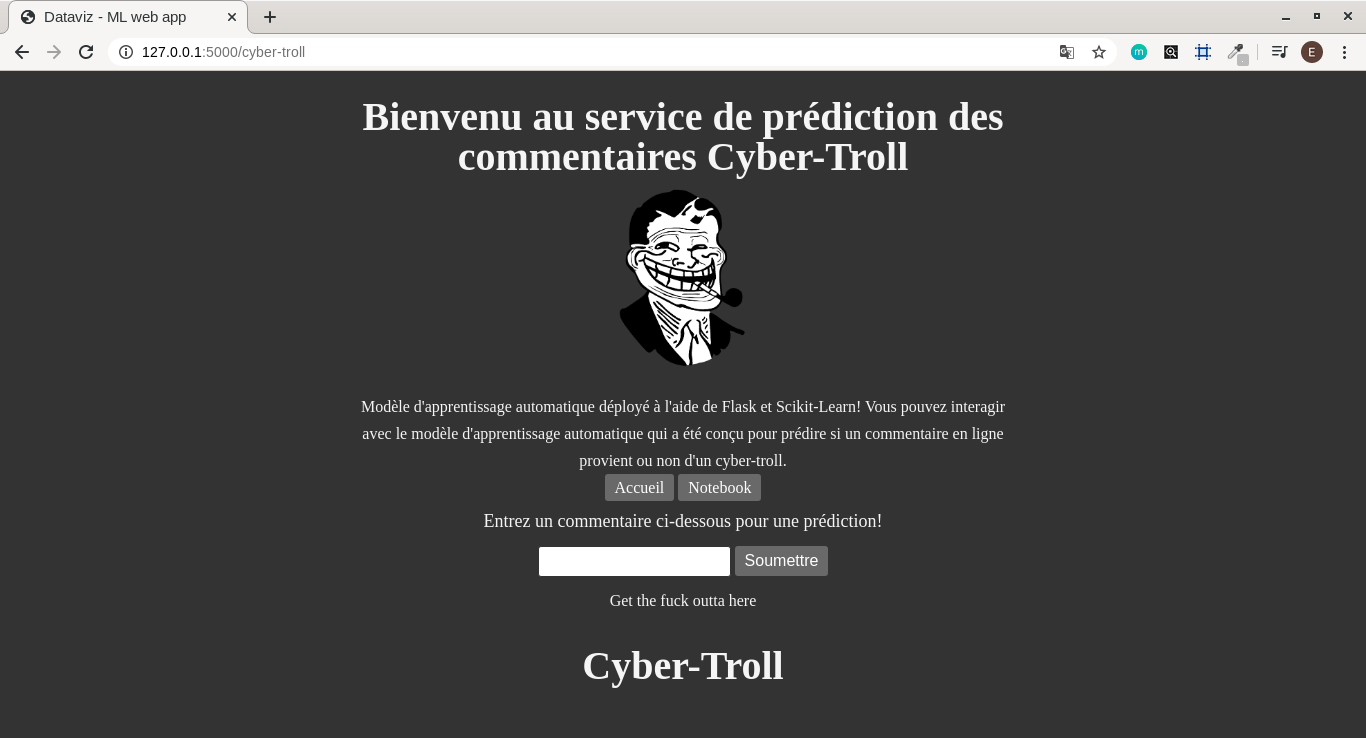 Dataviz - ML web app
127.0.0.1:5000/cyber-troll
m
E
Bienvenu au service de prédiction des
commentaires Cyber-Troll
Modèle d'apprentissage automatique déployé à l'aide de Flask et Scikit-Learn! Vous pouvez interagir
avec le modèle d'apprentissage automatique qui a été conçu pour prédire si un commentaire en ligne
provient ou non d'un cyber-troll.
Accueil Notebook
Entrez un commentaire ci-dessous pour une prédiction!
Soumettre
Get the fuck outta here
Cyber-Troll